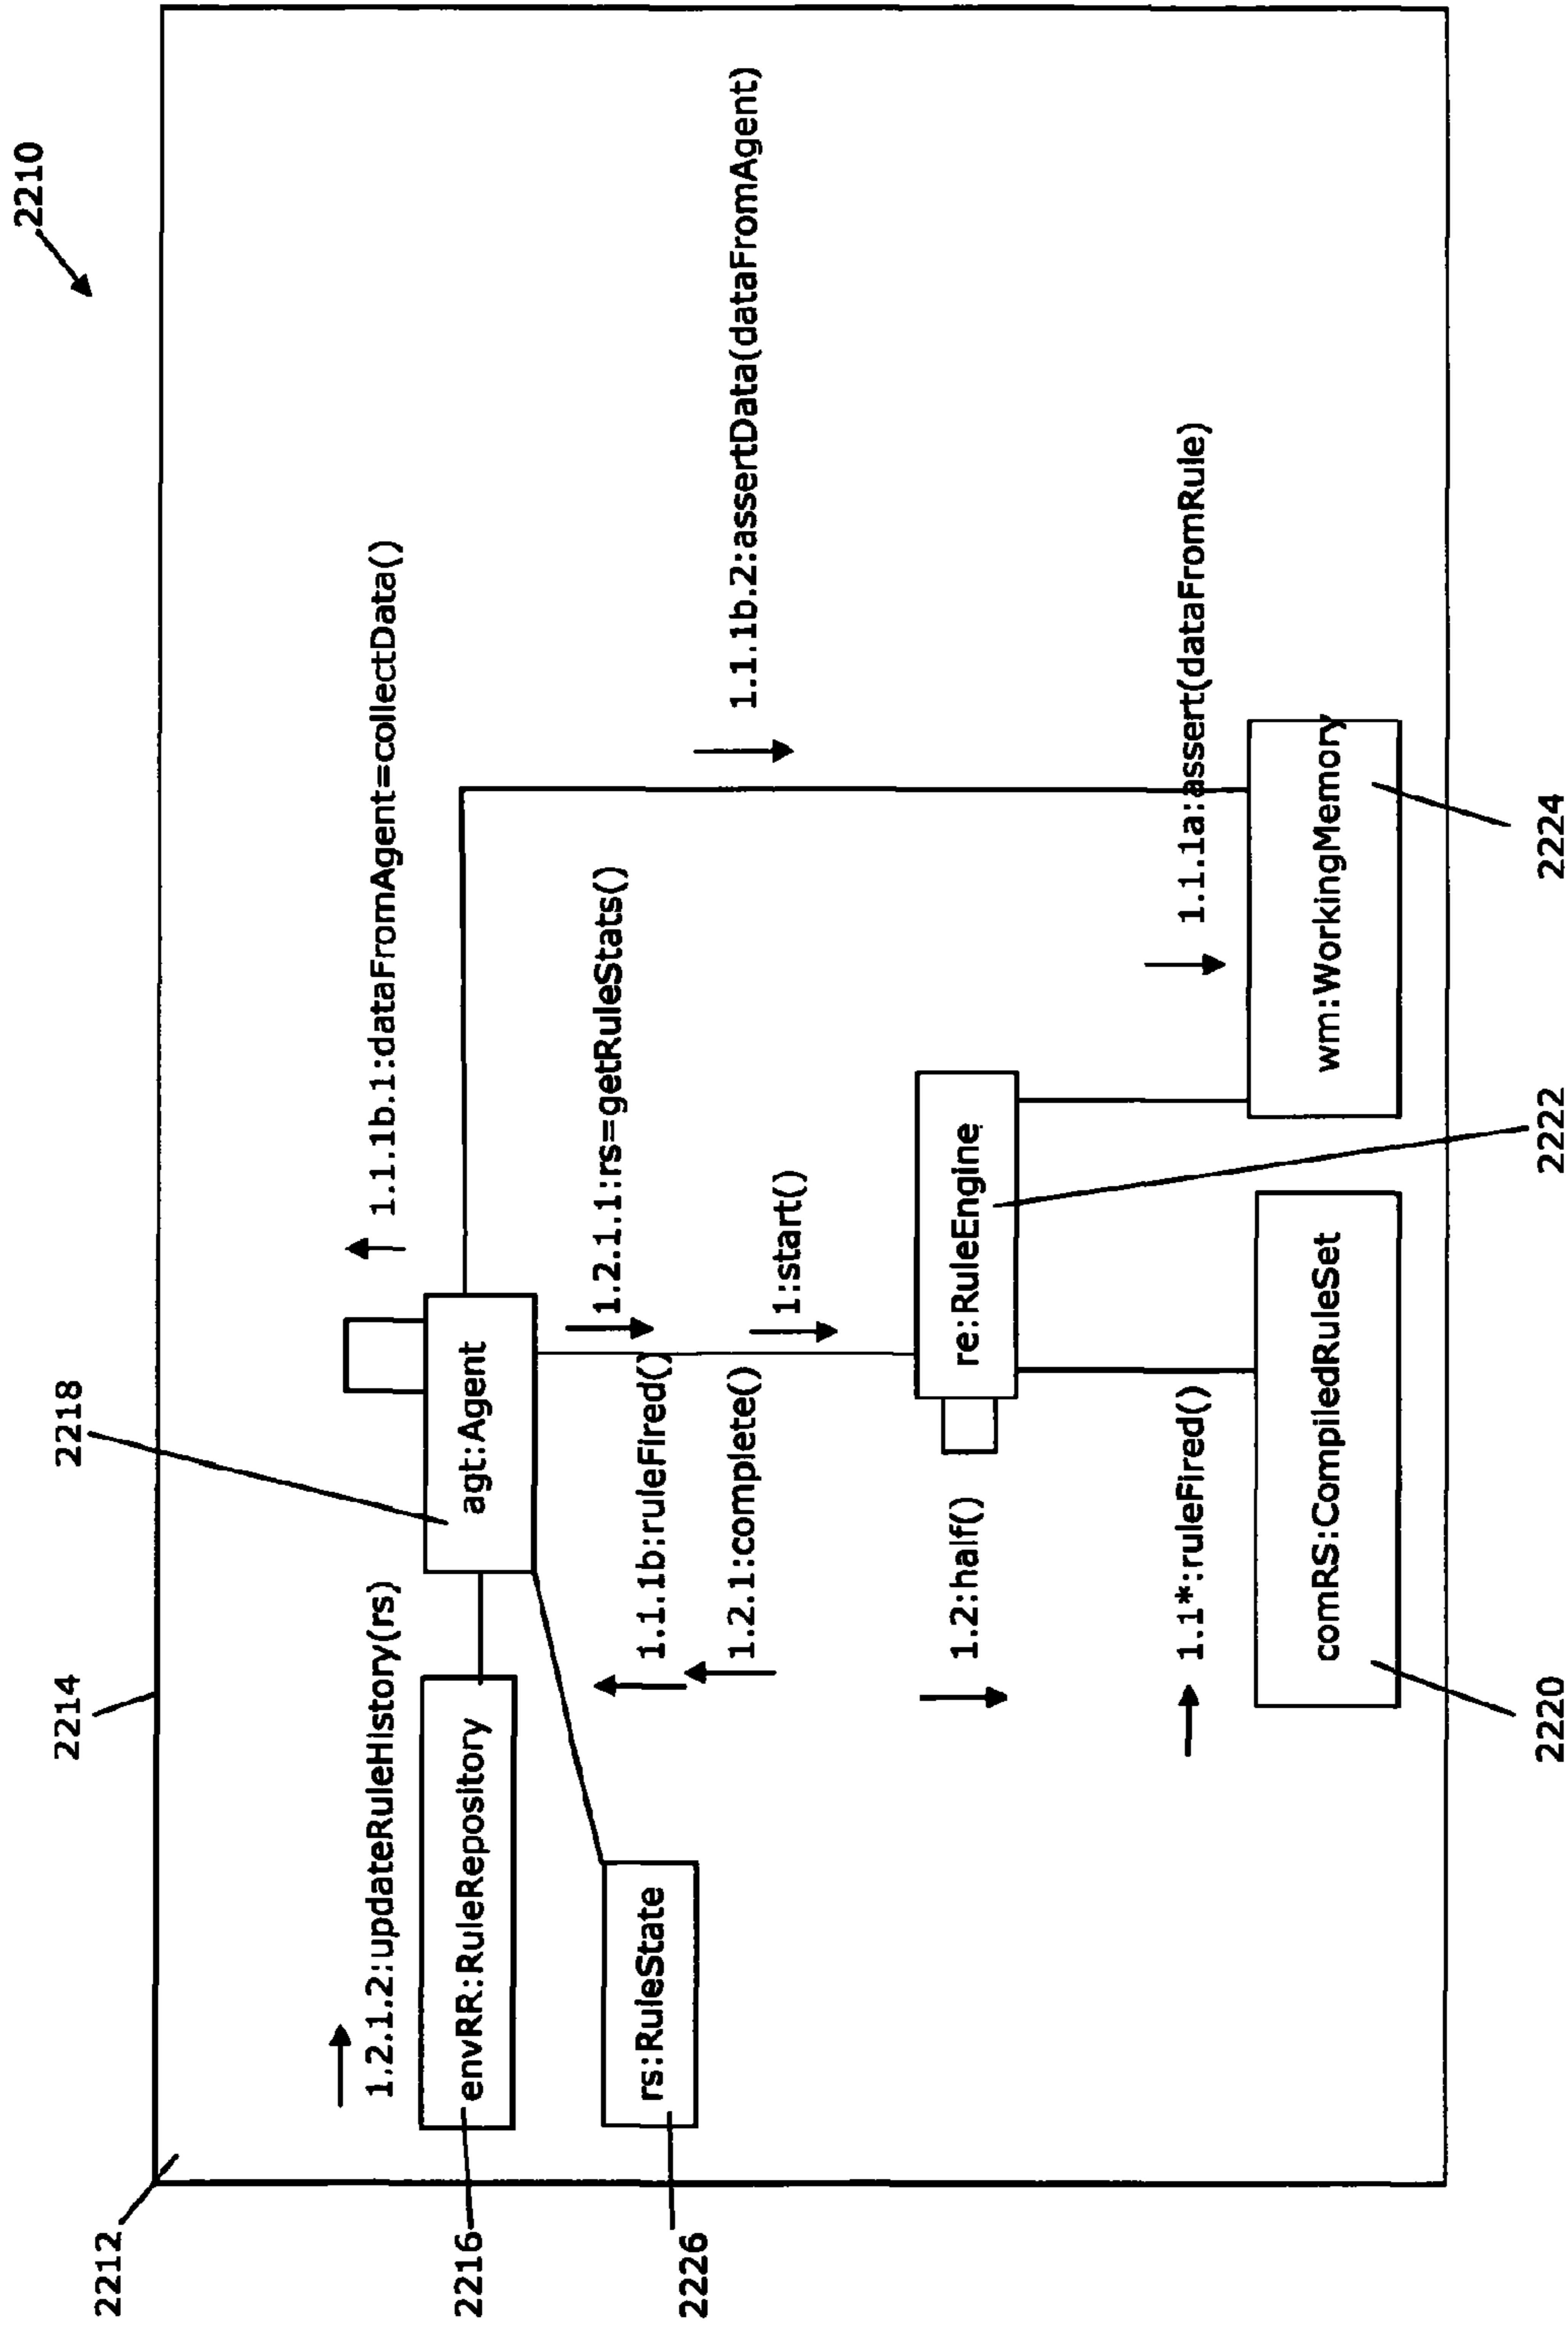 2210
2212
2214
2218
1.2.1.2:updateRuleHistory(rs)
1.1.1b.1:dataFromAgent=collectData()
2216
envRR:RuleRepository
agt:Agent
2226
rs:RuleState
1.2.1.1:rs=getRuleStats()
1.1.1b:ruleFired()
1.1.1b.2:assertData(dataFromAgent)
1.2.1:complete()
1:start()
1.2:half()
re:RuleEngine
1.1*:ruleFired()
1.1.1a:assert(dataFromRule)
comRS:CompiledRuleSet
wm:WorkingMemory
2220
2222
2224